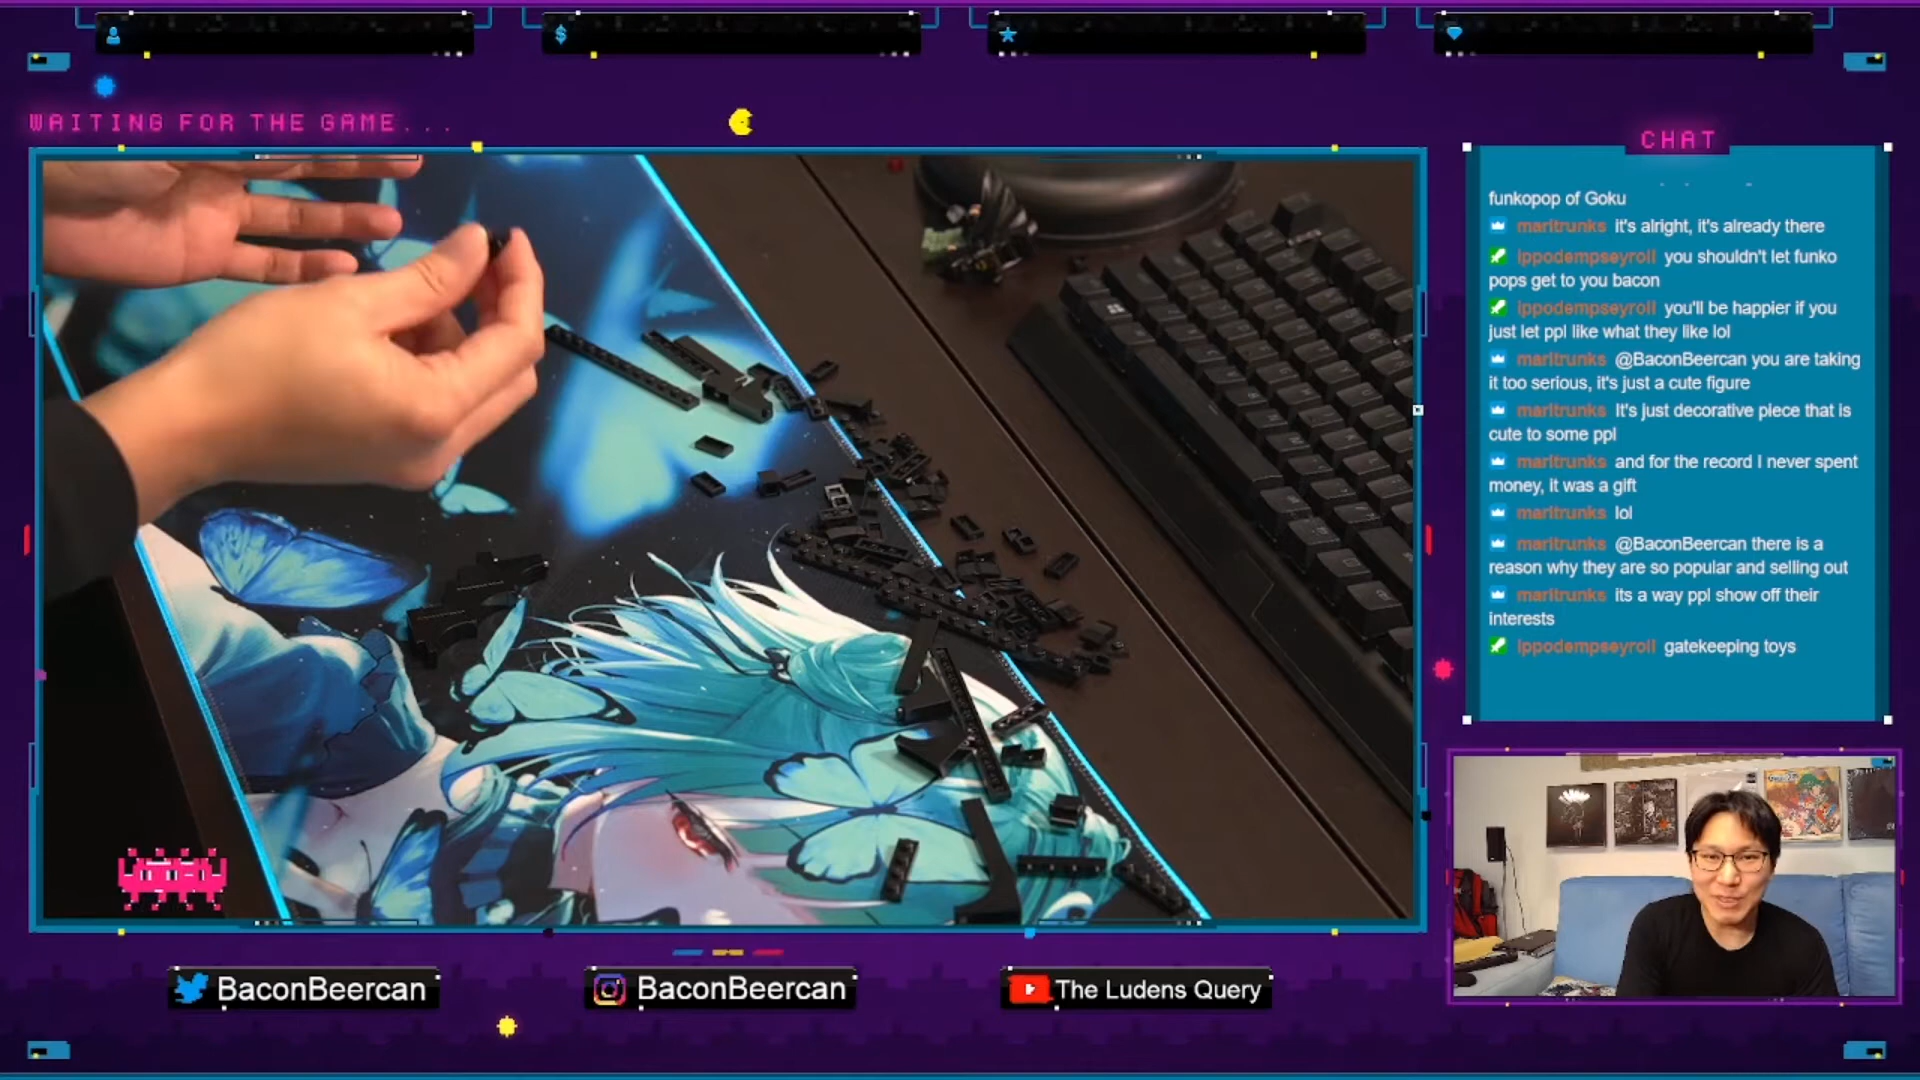 WAITING FOR THE GAME...
CHAT
funkopop of Goku
maritrunks it's alright, it's already there
ippodempseyroll you shouldn't let funko
pops get to you bacon
ippodempseyroll you'll be happier if you
just let ppl like what they like lol
maritrunks @BaconBeercan you are taking
it too serious, it's just a cute figure
maritrunks It's just decorative piece that is
cute to some ppl
maritrunks and for the record I never spent
money, it was a gift
maritrunks lol
maritrunks @BaconBeercan there is a
reason why they are so popular and selling out
maritrunks its a way ppl show off their
interests
ippodempseyroll gatekeeping toys
BaconBeercan
BaconBeercan
The Ludens Query